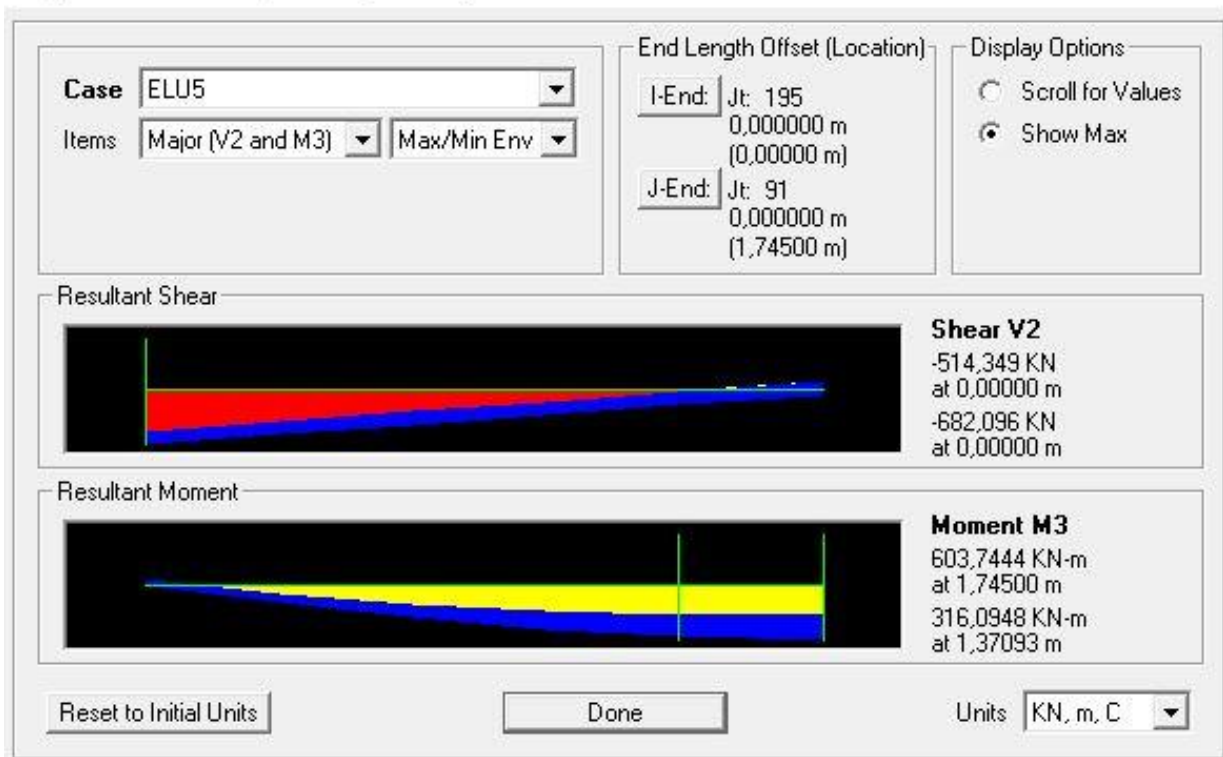 End Length Offset (Location)
Display Options
Case ELU5
Items Major (V2 and M3) Max/Min Env
I-End: Jt: 195
0,000000 m
(0,00000 m)
J-End: Jt: 91
0,000000 m
(1,74500 m)
Scroll for Values
Show Max
Resultant Shear
Shear V2
-514,349 KN
at 0,00000 m
-682,096 KN
at 0,00000 m
Resultant Moment
Moment M3
603,7444 KN-m
at 1,74500 m
316,0948 KN-m
at 1,37093 m
Reset to Initial Units
Done
Units KN, m, C